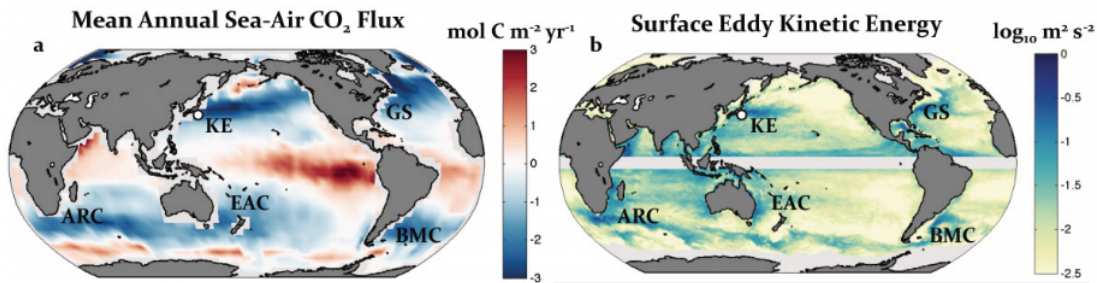 Mean Annual Sea-Air CO₂ Flux
mol C m⁻² yr⁻¹
a
KE
GS
ARC
EAC
BMC
3
2
1
0
-1
-2
-3
Surface Eddy Kinetic Energy
log₁₀ m² s⁻²
b
KE
GS
ARC
EAC
BMC
0
-0.5
-1
-1.5
-2
-2.5